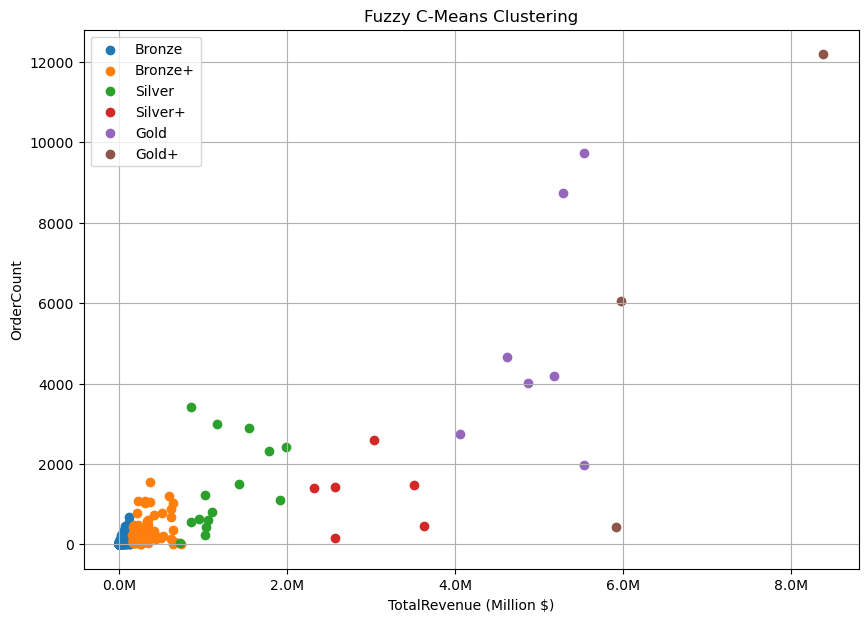 Fuzzy C-Means Clustering
Bronze
Bronze+
Silver
Silver+
Gold
Gold+
12000
10000
8000
6000
4000
2000
0
OrderCount
0.0M 2.0M 4.0M 6.0M 8.0M
TotalRevenue (Million $)